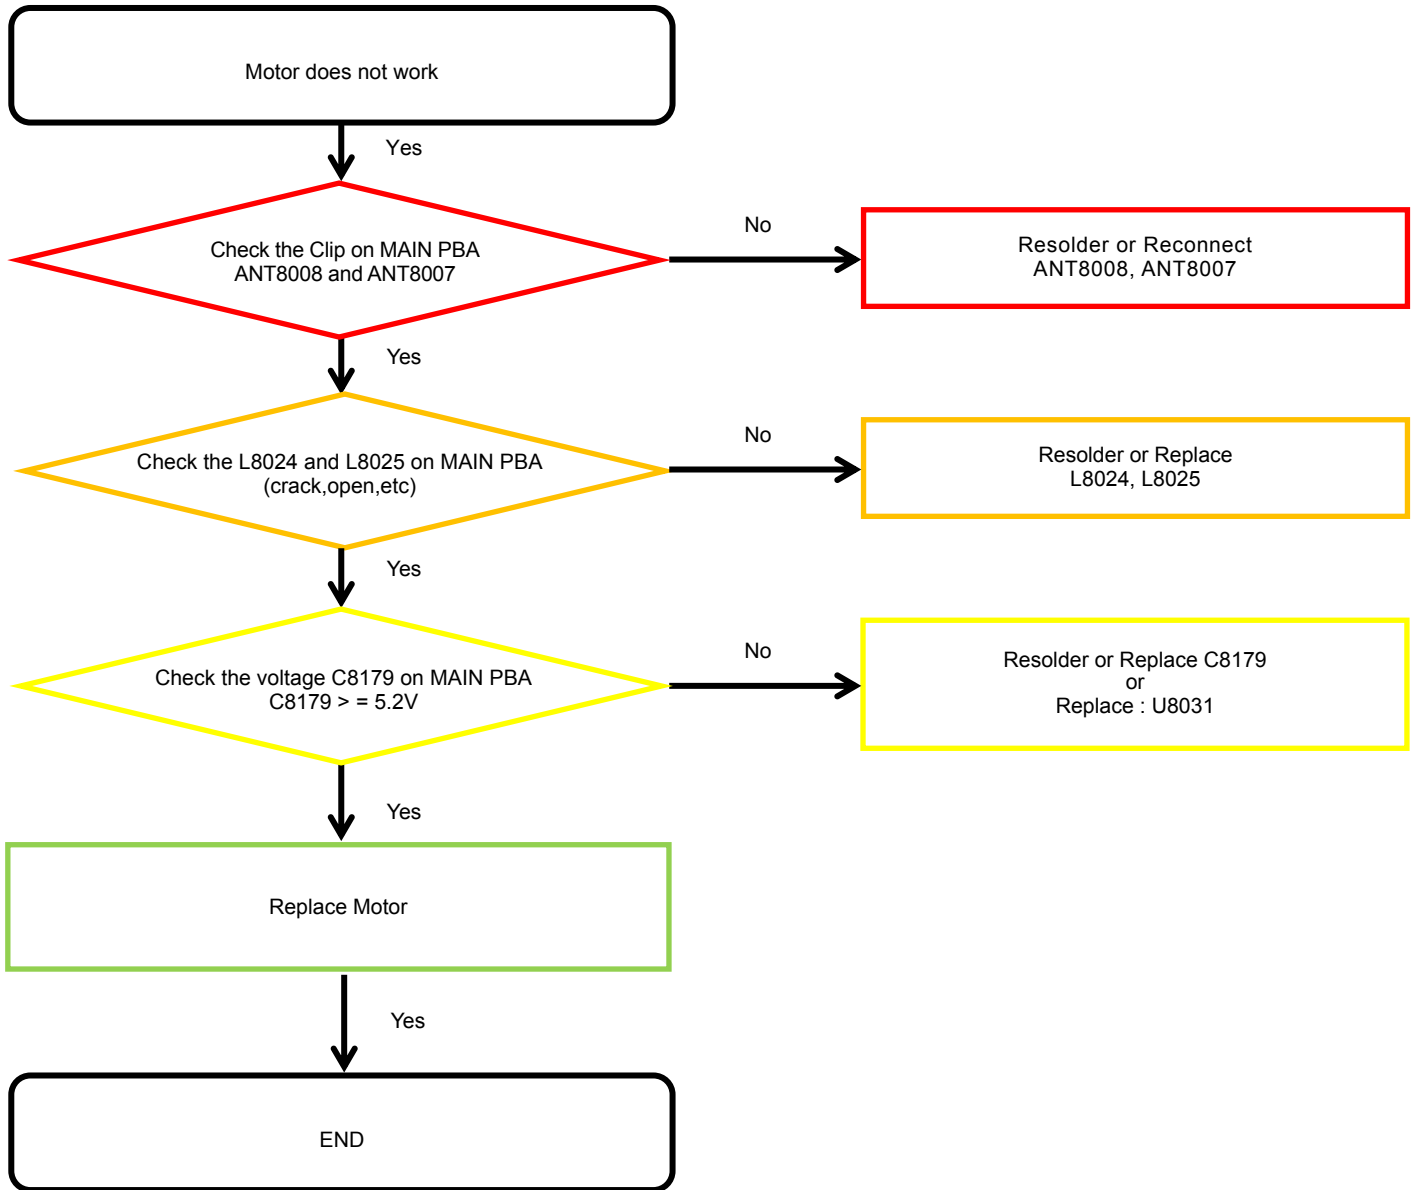 Motor does not work
Yes
Check the Clip on MAIN PBA
ANT8008 and ANT8007
No
Resolder or Reconnect
ANT8008, ANT8007
Yes
Check the L8024 and L8025 on MAIN PBA
(crack,open,etc)
No
Resolder or Replace
L8024, L8025
Yes
Check the voltage C8179 on MAIN PBA
C8179 > = 5.2V
No
Resolder or Replace C8179
or
Replace : U8031
Yes
Replace Motor
Yes
END